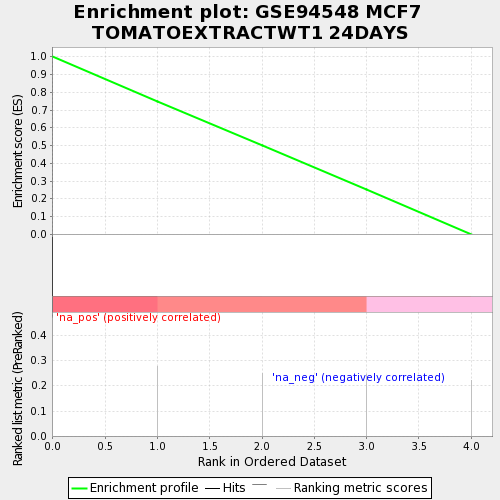 Enrichment plot: GSE94548 MCF7
TOMATOEXTRACTWT1 24DAYS
Enrichment score (ES)
1.0
0.9
0.8
0.7
0.6
0.5
0.4
0.3
0.2
0.1
0.0
'na_pos' (positively correlated)
'na_neg' (negatively correlated)
Ranked list metric (PreRanked)
0.4
0.3
0.2
0.1
0.0
0.0 0.5 1.0 1.5 2.0 2.5 3.0 3.5 4.0
Rank in Ordered Dataset
Enrichment profile Hits Ranking metric scores